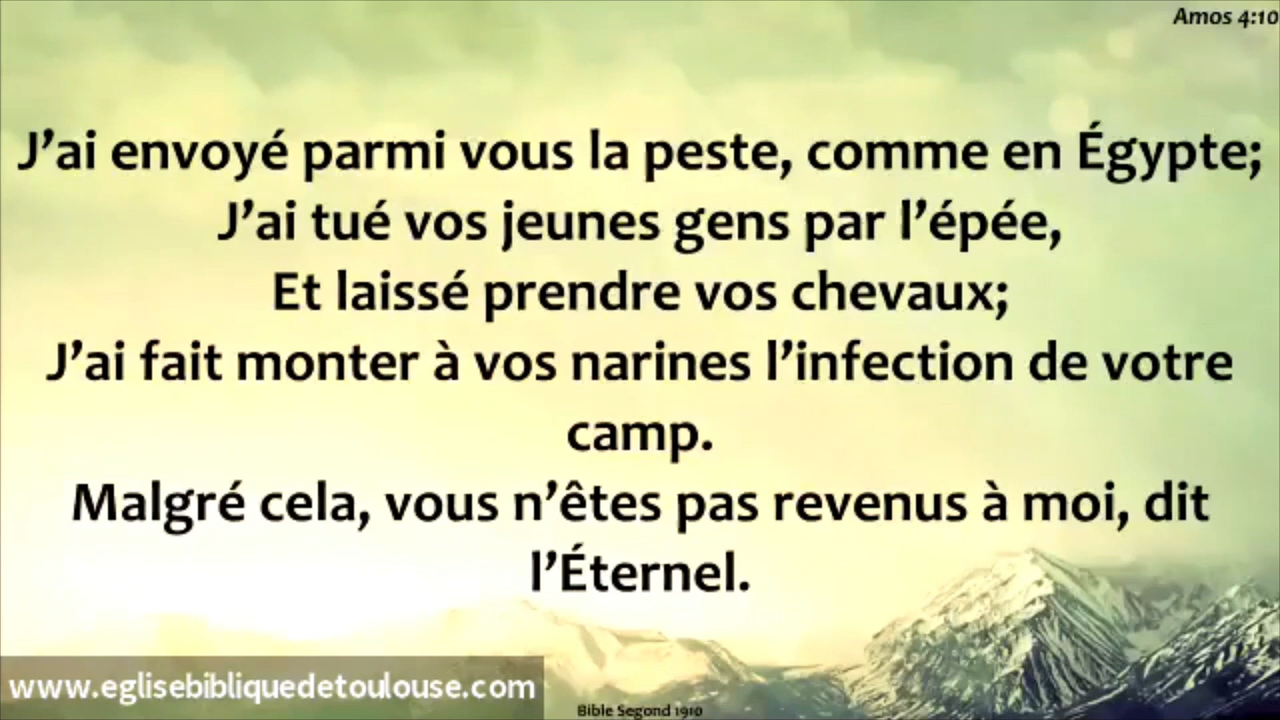 Amos 4:10
J’ai envoyé parmi vous la peste, comme en Égypte;
J’ai tué vos jeunes gens par l’épée,
Et laissé prendre vos chevaux;
J’ai fait monter à vos narines l’infection de votre
camp.
Malgré cela, vous n’êtes pas revenus à moi, dit
l’Éternel.
www.eglisebibliquedetoulouse.com
Bible Segond 1910